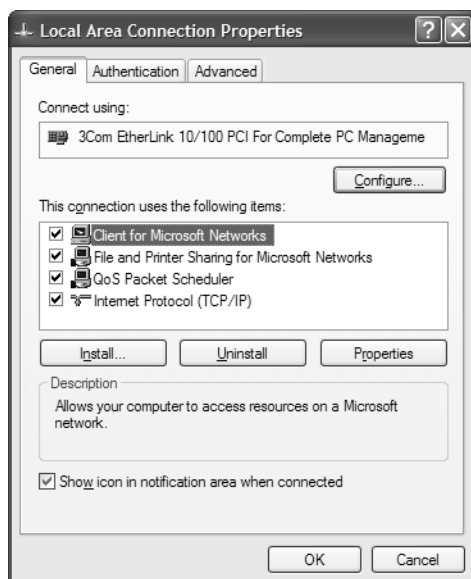 Local Area Connection Properties
General Authentication Advanced
Connect using:
3Com EtherLink 10/100 PCI For Complete PC Manageme
Configure...
This connection uses the following items:
Client for Microsoft Networks
File and Printer Sharing for Microsoft Networks
QoS Packet Scheduler
Internet Protocol (TCP/IP)
Install... Uninstall Properties
Description
Allows your computer to access resources on a Microsoft
network.
Show icon in notification area when connected
OK Cancel